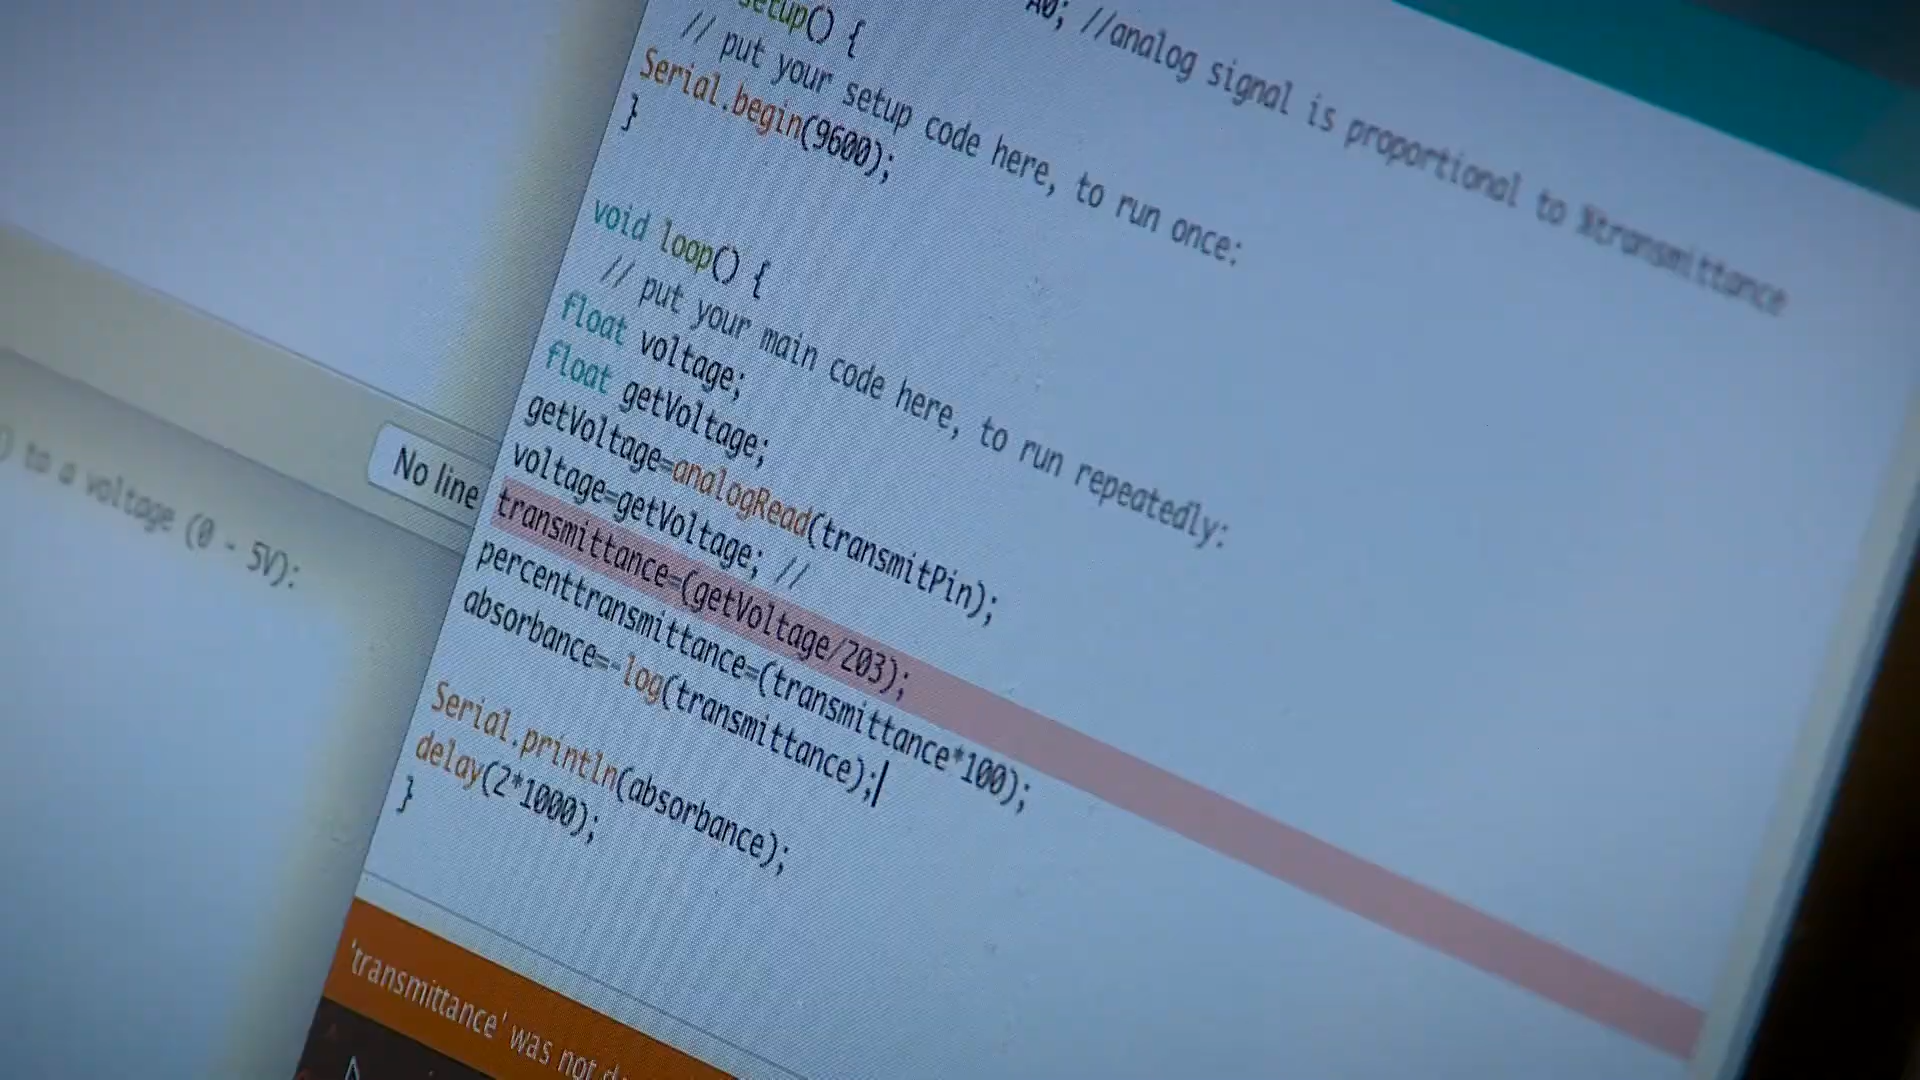 A0; //analog signal is proportional to %transmittance
setup() {
// put your setup code here, to run once:
Serial.begin(9600);
}
void loop() {
// put your main code here, to run repeatedly:
float voltage;
float getVoltage;
getVoltage=analogRead(transmitPin);
voltage=getVoltage; //
transmittance=(getVoltage/203);
percenttransmittance=(transmittance*100);
absorbance=-log(transmittance);
Serial.println(absorbance);
delay(2*1000);
}
'transmittance' was not
No line
) to a voltage (0 - 5V):